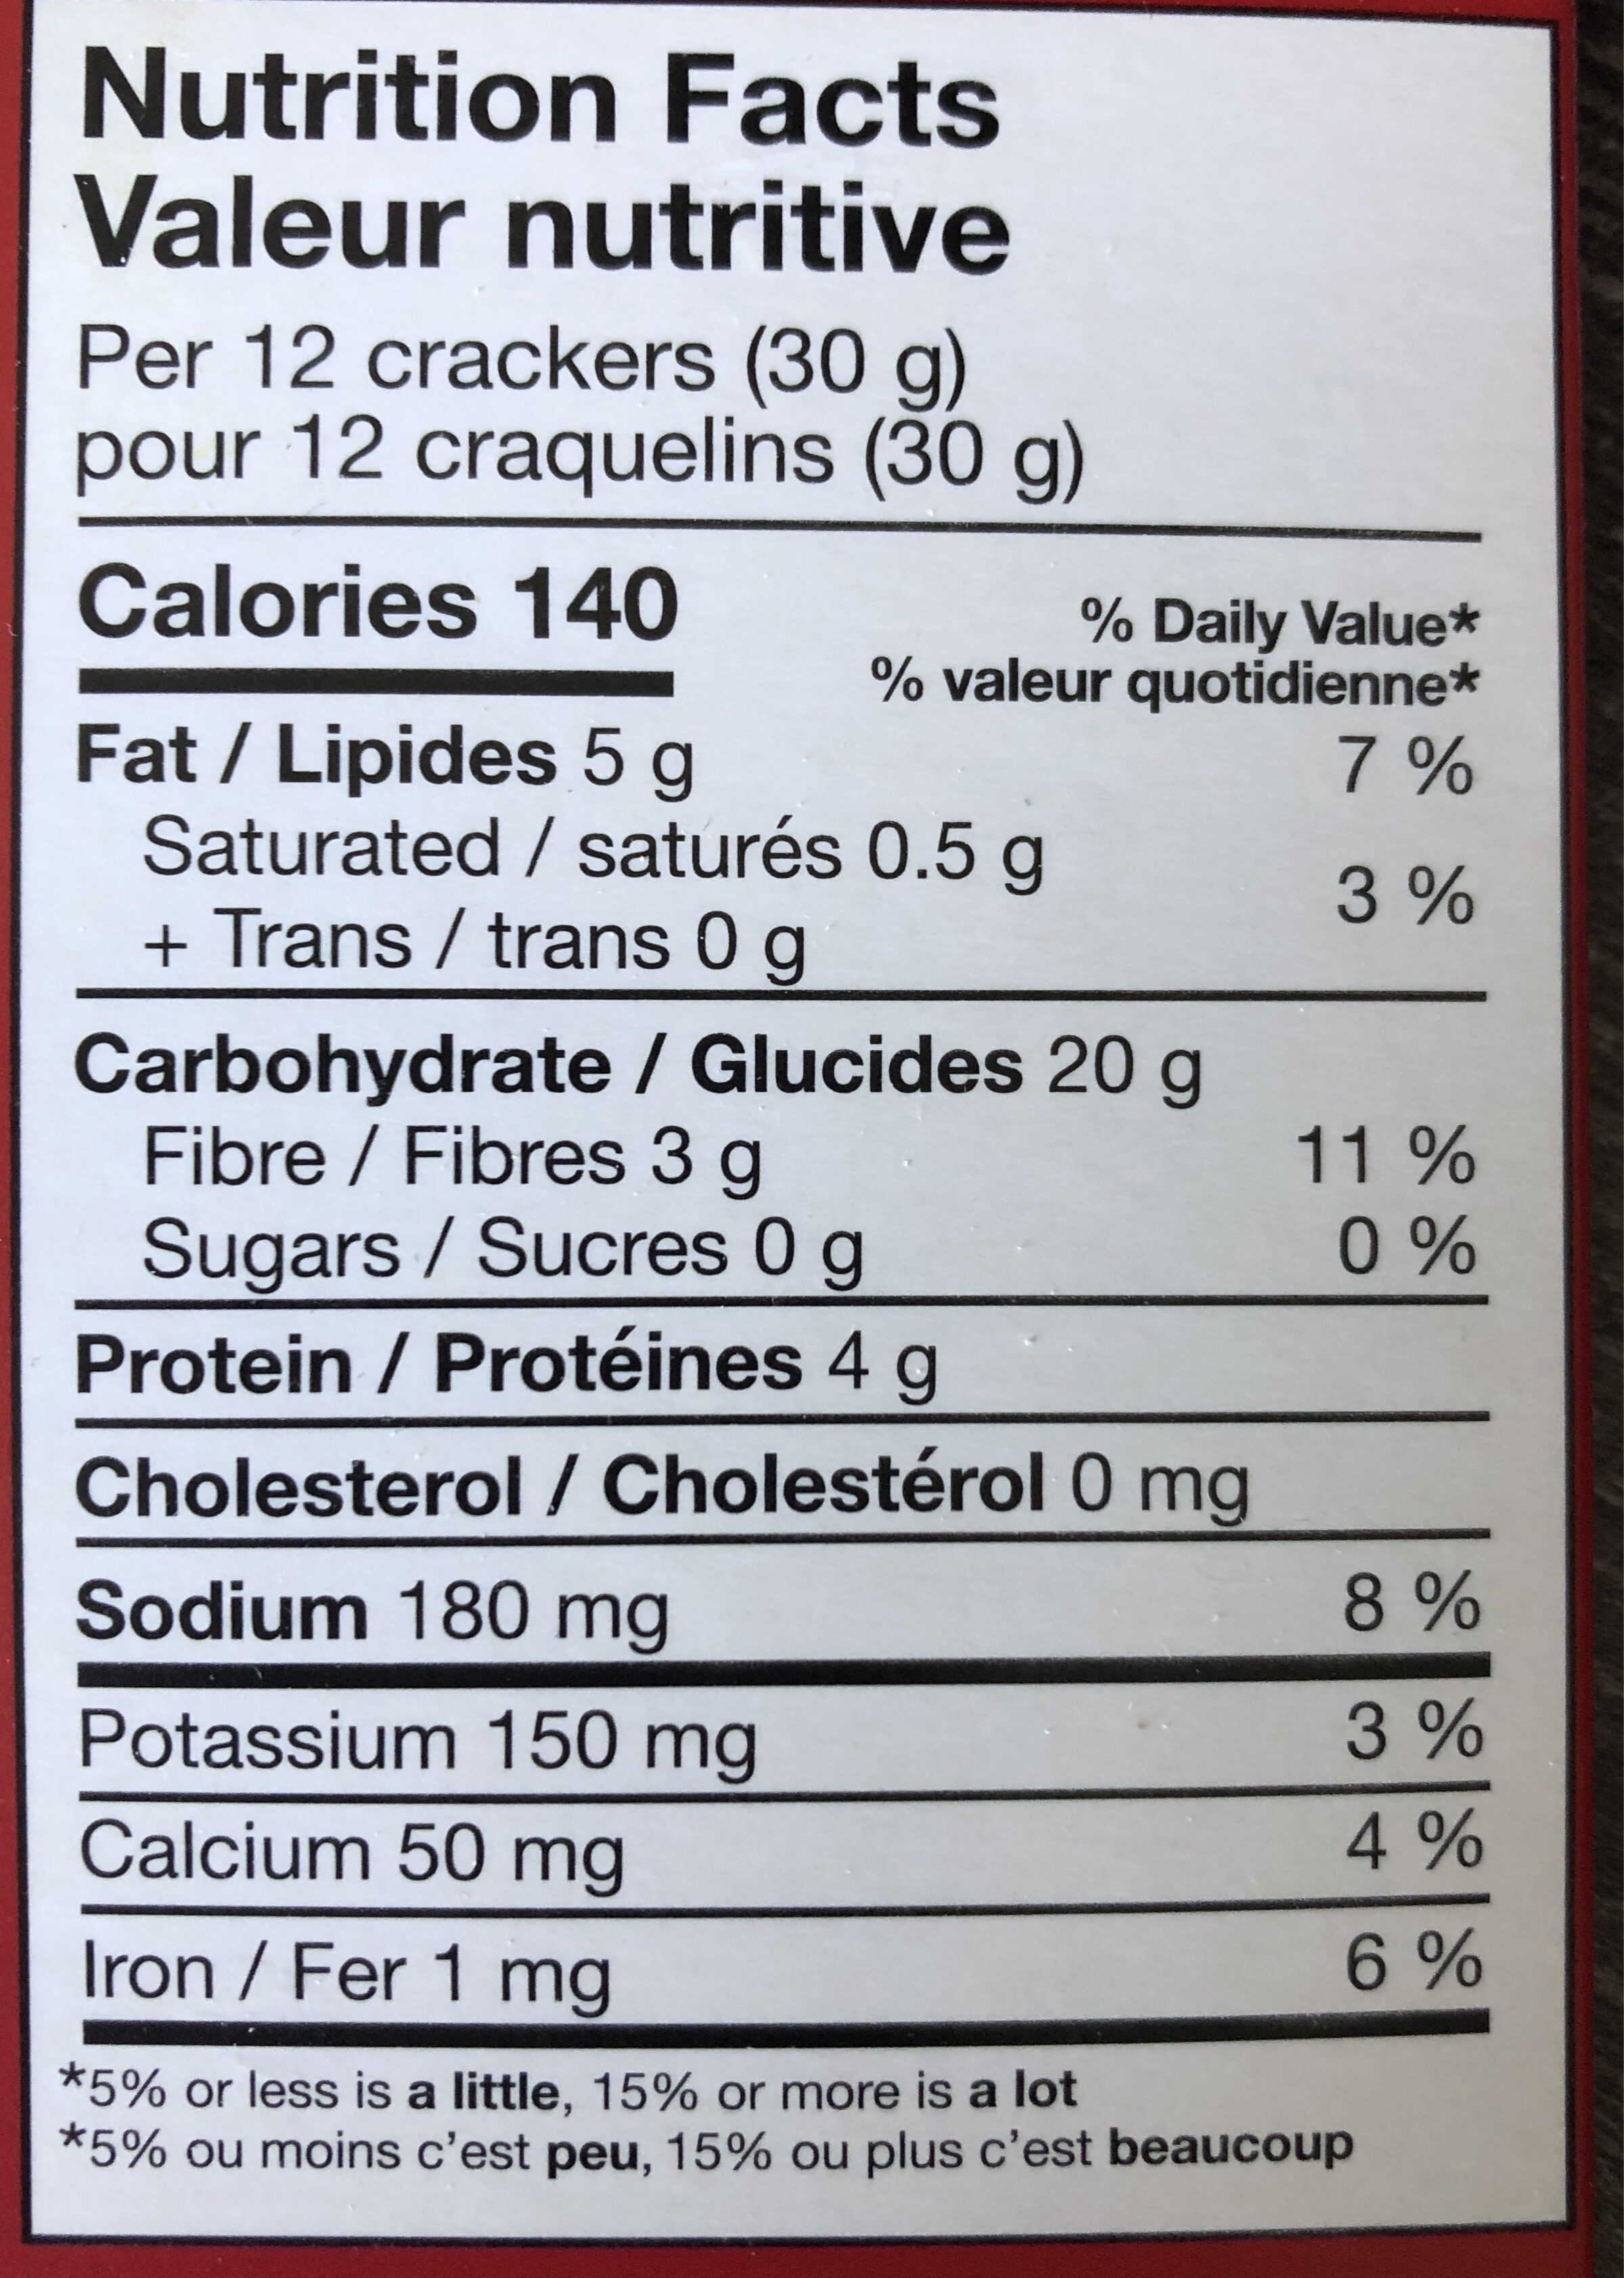 Nutrition Facts
Valeur nutritive
Per 12 crackers (30 g)
pour 12 craquelins (30 g)
Calories 140
% Daily Value*
% valeur quotidienne*
Fat / Lipides 5 g 7 %
Saturated / saturés 0.5 g
+ Trans / trans 0 g 3 %
Carbohydrate / Glucides 20 g
Fibre / Fibres 3 g 11 %
Sugars / Sucres 0 g 0 %
Protein / Protéines 4 g
Cholesterol / Cholestérol 0 mg
Sodium 180 mg 8 %
Potassium 150 mg 3 %
Calcium 50 mg 4 %
Iron / Fer 1 mg 6 %
*5% or less is a little, 15% or more is a lot
*5% ou moins c'est peu, 15% ou plus c'est beaucoup